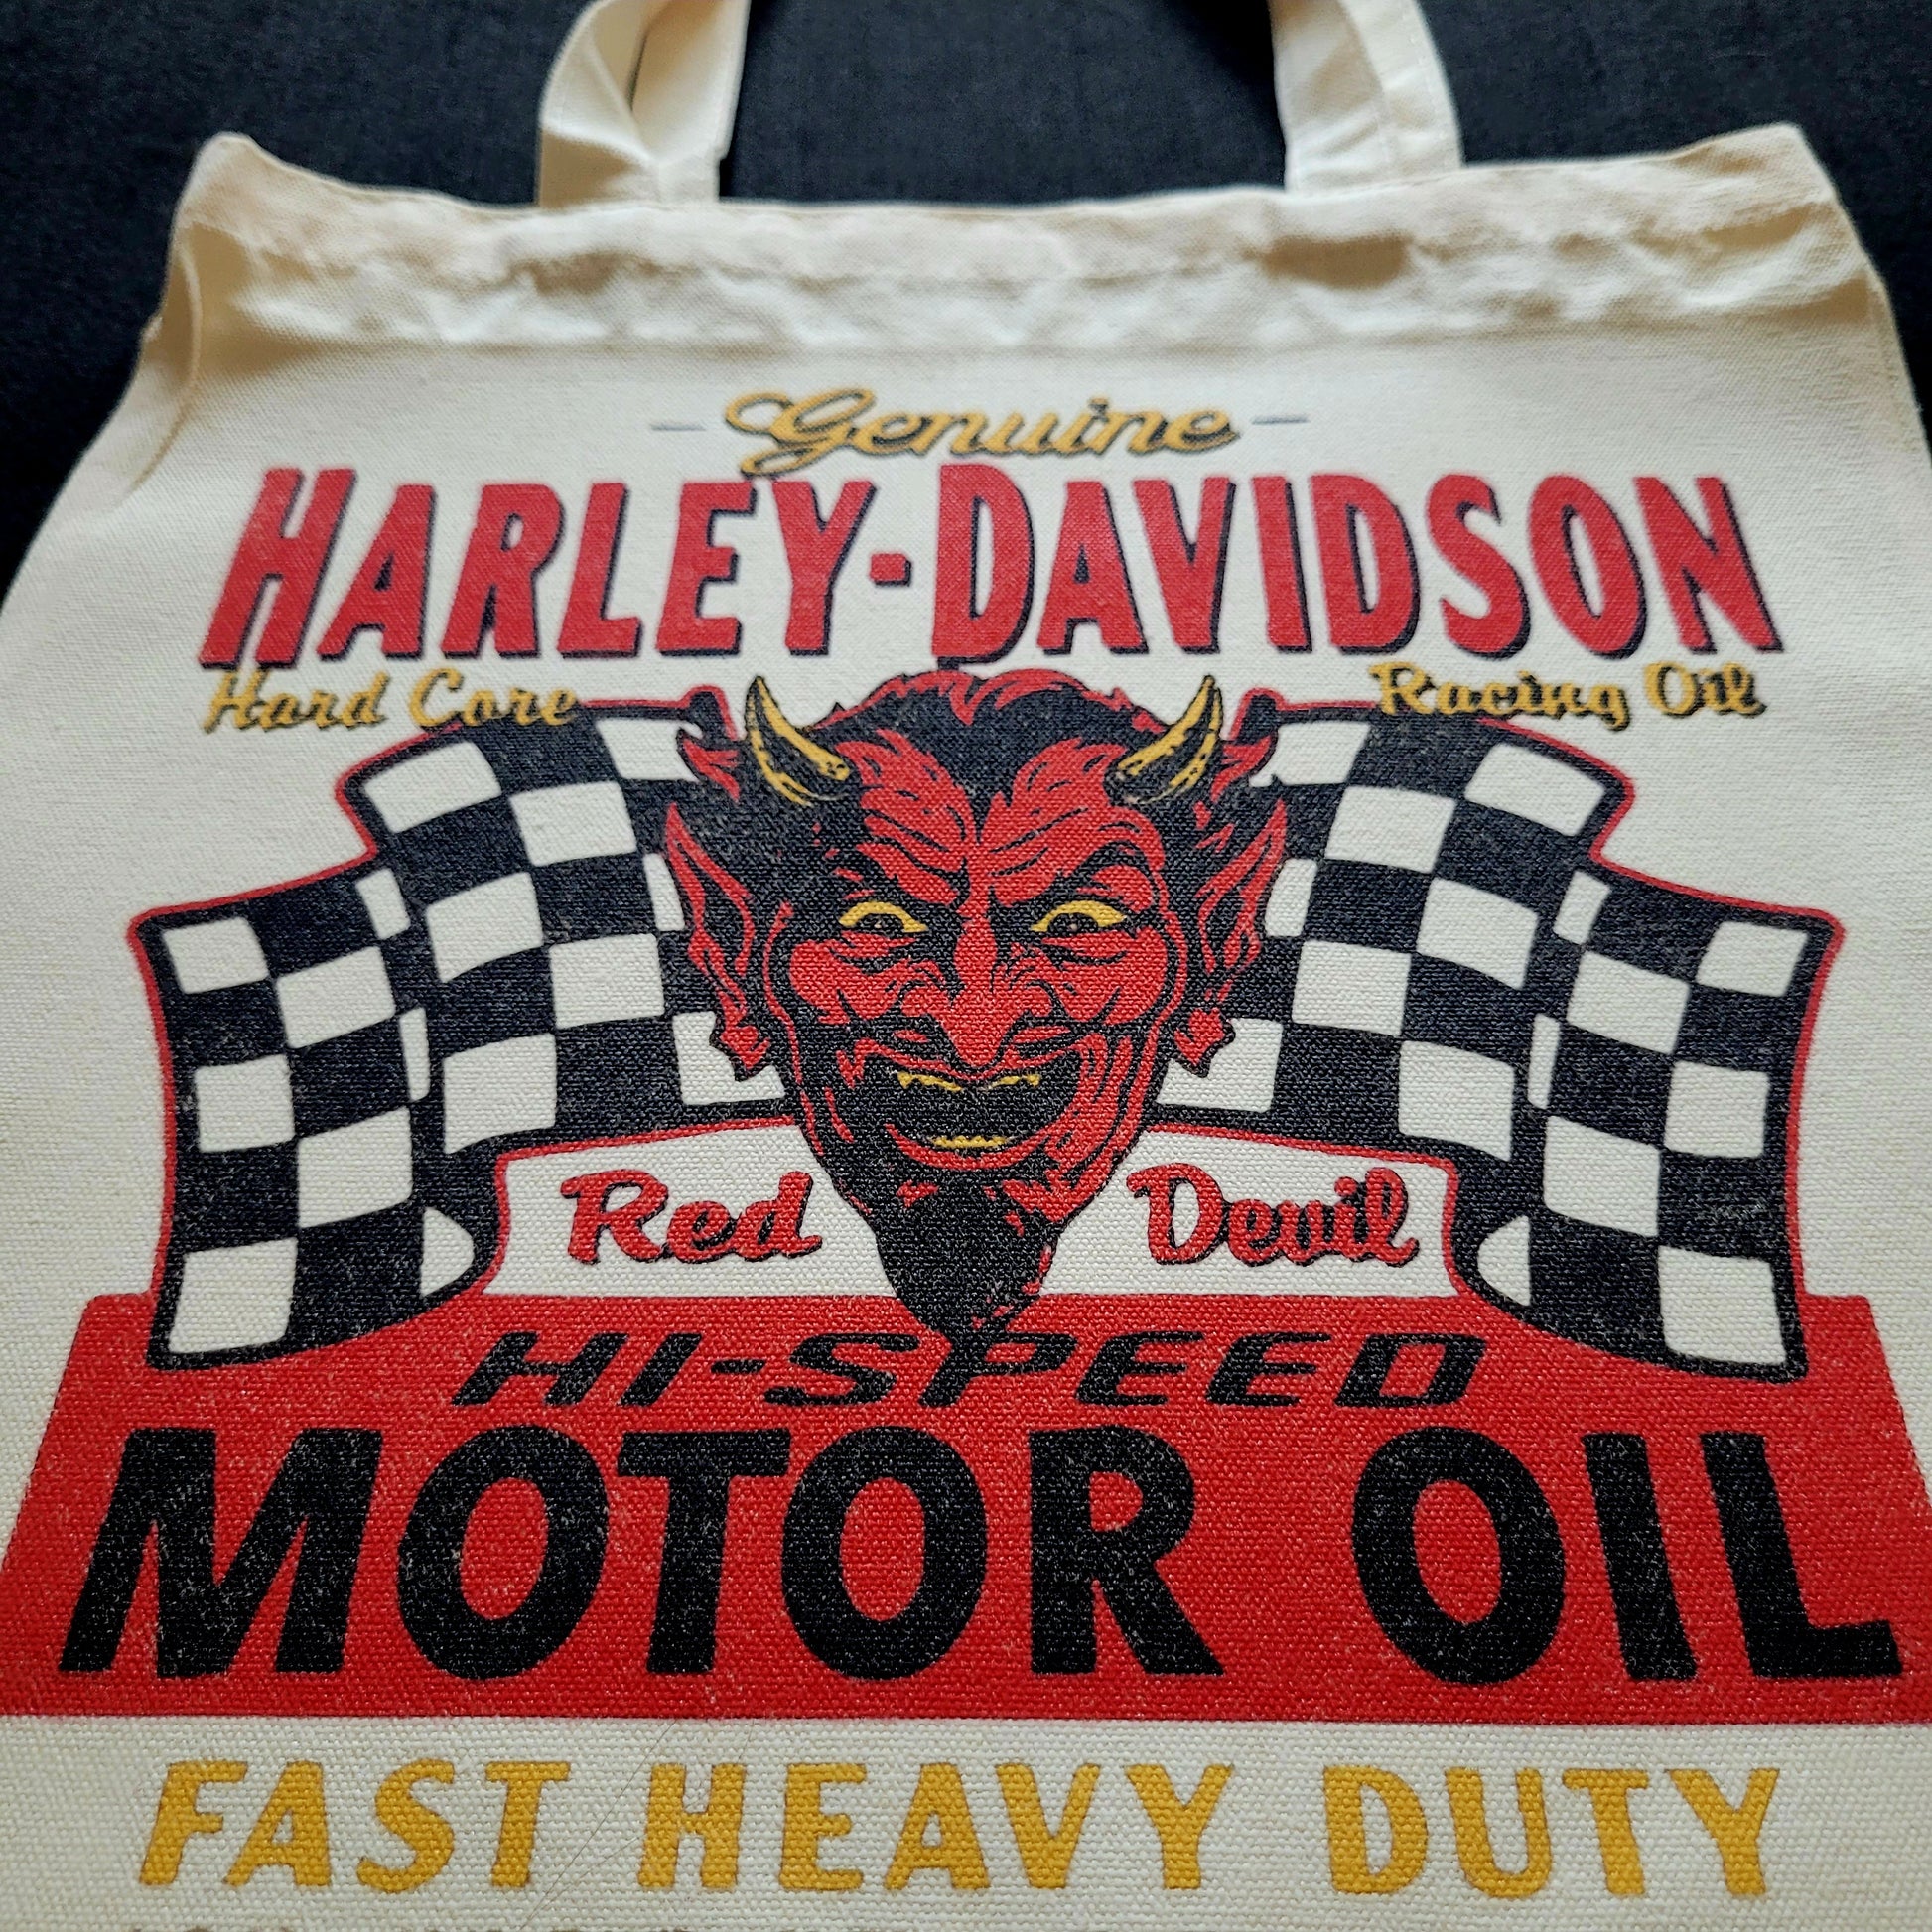 Genuine
HARLEY-DAVIDSON
Hard Core Racing Oil
Red Devil
HI-SPEED
MOTOR OIL
FAST HEAVY DUTY